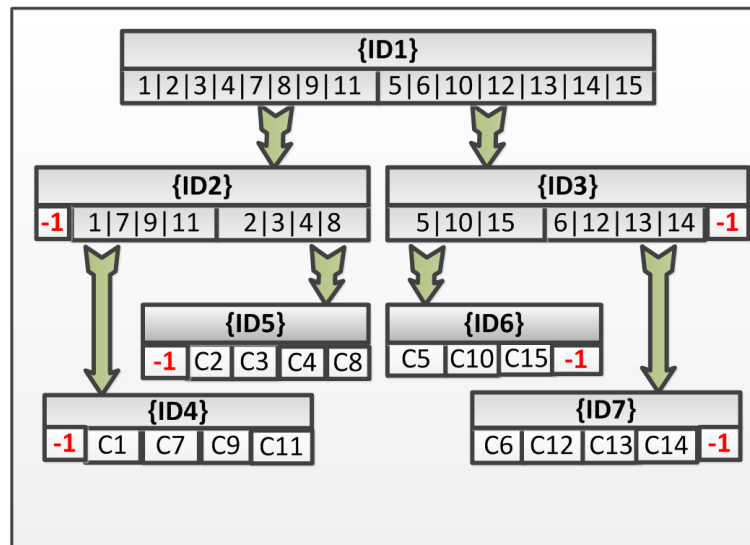 {ID1}
1|2|3|4|7|8|9|11 5|6|10|12|13|14|15
{ID2} {ID3}
-1 1|7|9|11 2|3|4|8 5|10|15 6|12|13|14 -1
{ID5} {ID6}
-1 C2 C3 C4 C8 C5 C10 C15 -1
{ID4} {ID7}
-1 C1 C7 C9 C11 C6 C12 C13 C14 -1